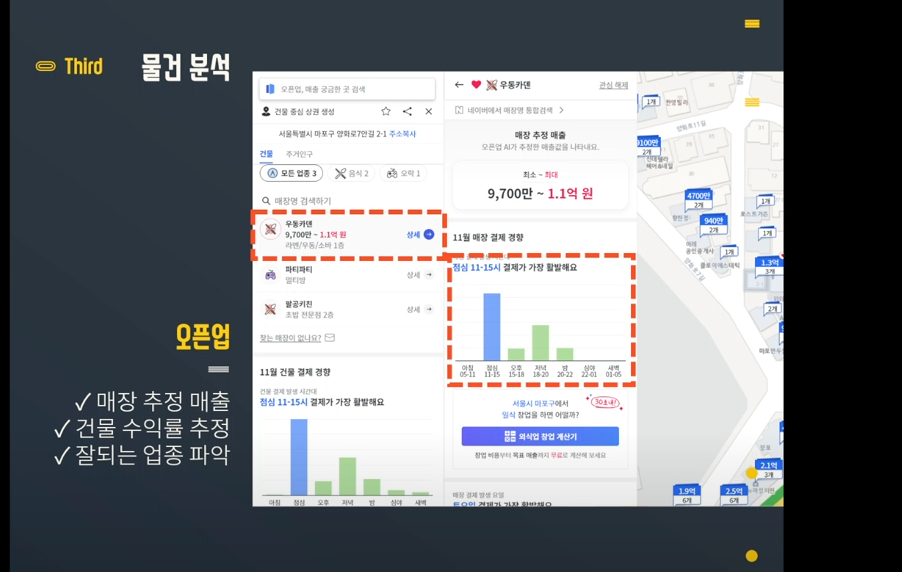 Third 물건 분석
오픈업
✓ 매장 추정 매출
✓ 건물 수익률 추정
✓ 잘되는 업종 파악
오픈업, 매출 궁금한 곳 검색
건물 중심 상권 생성
서울특별시 마포구 양화로7안길 2-1 주소복사
건물 주거인구
모든 업종 3 음식 2 오락 1
매장명 검색하기
우동카덴
9,700만 ~ 1.1억 원
라멘/우동/소바 1층
상세
파티파티
멀티방
상세
팔공키친
초밥 전문점 2층
상세
찾는 매장이 없나요?
11월 건물 결제 경향
건물 결제 발생 시간대
점심 11-15시 결제가 가장 활발해요
아침 점심 오후 저녁 밤 심야 새벽
우동카덴 관심 해제
네이버에서 매장명 통합검색
매장 추정 매출
오픈업 AI가 추정한 매출값을 나타내요.
최소 ~ 최대
9,700만 ~ 1.1억 원
11월 매장 결제 경향
점심 11-15시 결제가 가장 활발해요
아침 점심 오후 저녁 밤 심야 새벽
05-11 11-15 15-18 18-20 20-22 22-01 01-05
서울시 마포구에서
일식 창업을 하면 어떨까?
30초내!
외식업 창업 계산기
창업 비용부터 목표 매출까지 무료로 계산해 보세요
매장 결제 발생 요일
토요일 결제가 가장 활발해요
1개
양화로11길
9100만
2개
4700만
2개
1개
940만
2개
1개
1개
1.3억
3개
2개
2.1억
3개
1.9억
6개
2.5억
6개